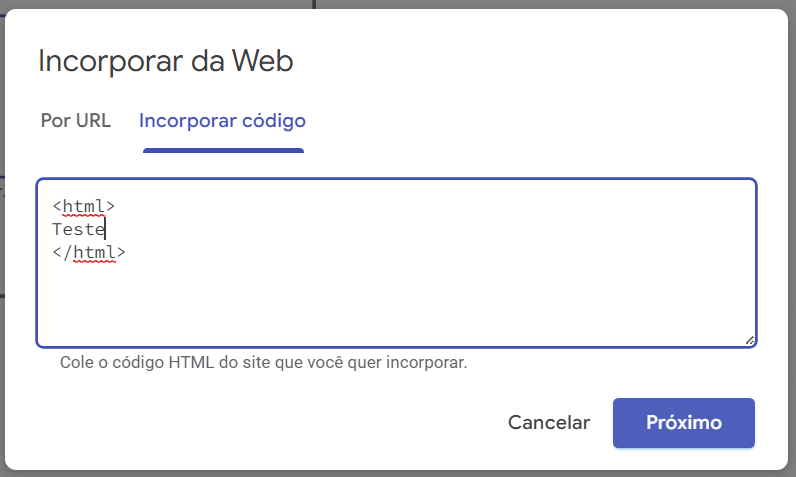 Incorporar da Web
Por URL
Incorporar código
<html>
Teste
</html>
Cole o código HTML do site que você quer incorporar.
Cancelar
Próximo